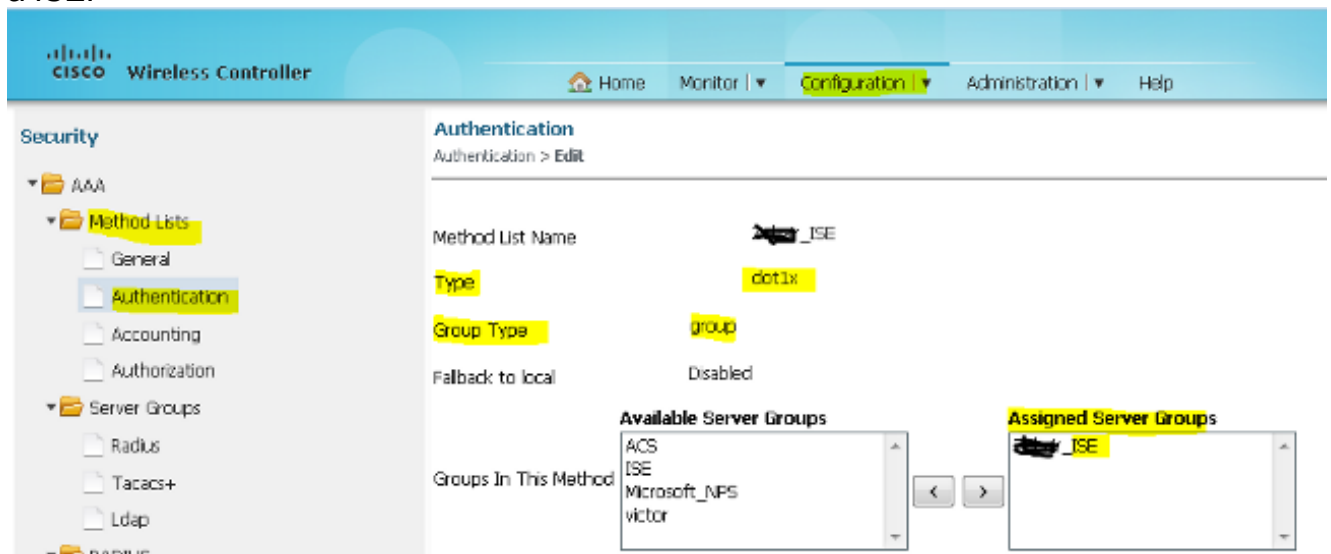 CISCO Wireless Controller
Home Monitor Configuration Administration Help
Security
AAA
Method Lists
General
Authentication
Accounting
Authorization
Server Groups
Radius
Tacacs+
Ldap
RADIUS
Authentication
Authentication > Edit
Method List Name _ISE
Type dot1x
Group Type group
Fallback to local Disabled
Groups In This Method
Available Server Groups
ACS
ISE
Microsoft_NPS
victor
< >
Assigned Server Groups
_ISE